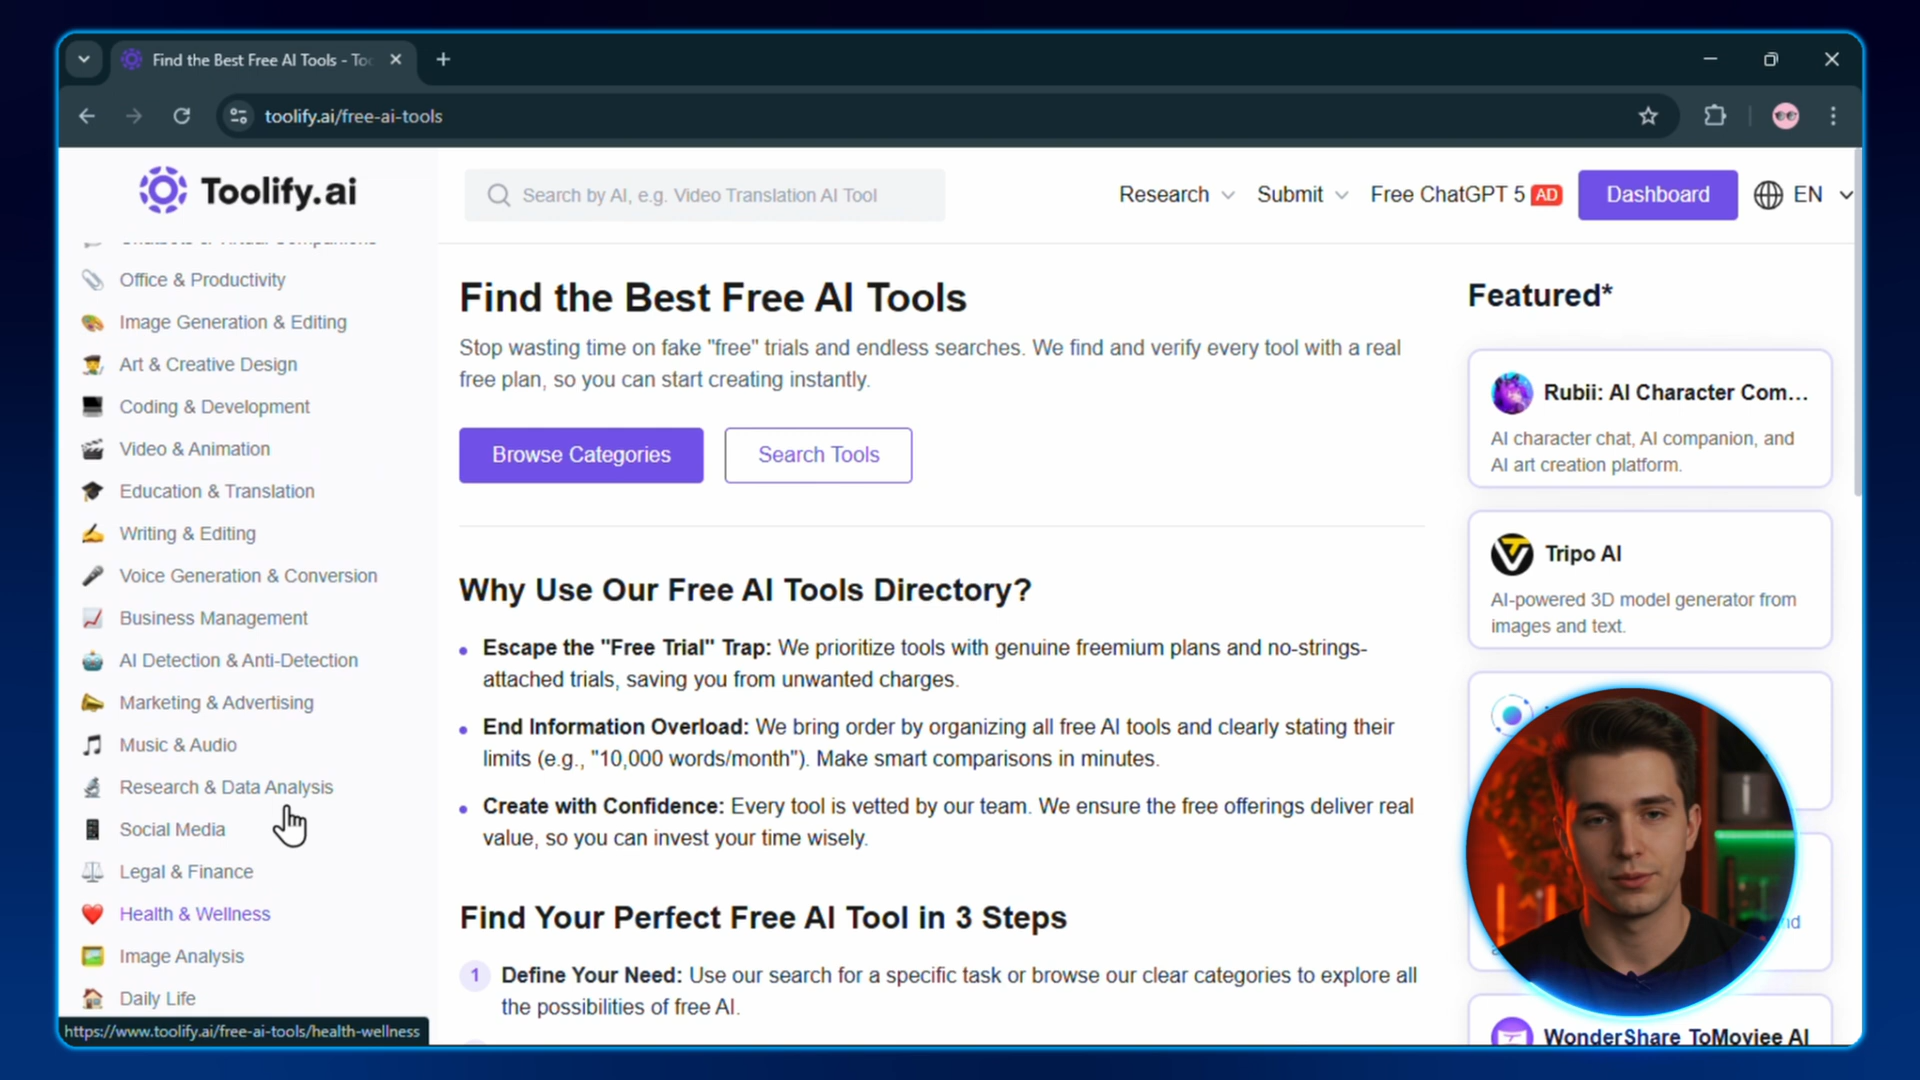 Find the Best Free AI Tools - Too
toolify.ai/free-ai-tools
Toolify.ai
Search by AI, e.g. Video Translation AI Tool
Research
Submit
Free ChatGPT 5 AD
Dashboard
EN
Office & Productivity
Image Generation & Editing
Art & Creative Design
Coding & Development
Video & Animation
Education & Translation
Writing & Editing
Voice Generation & Conversion
Business Management
AI Detection & Anti-Detection
Marketing & Advertising
Music & Audio
Research & Data Analysis
Social Media
Legal & Finance
Health & Wellness
Image Analysis
Daily Life
https://www.toolify.ai/free-ai-tools/health-wellness
Find the Best Free AI Tools
Stop wasting time on fake "free" trials and endless searches. We find and verify every tool with a real
free plan, so you can start creating instantly.
Browse Categories
Search Tools
Why Use Our Free AI Tools Directory?
Escape the "Free Trial" Trap: We prioritize tools with genuine freemium plans and no-strings-
attached trials, saving you from unwanted charges.
End Information Overload: We bring order by organizing all free AI tools and clearly stating their
limits (e.g., "10,000 words/month"). Make smart comparisons in minutes.
Create with Confidence: Every tool is vetted by our team. We ensure the free offerings deliver real
value, so you can invest your time wisely.
Find Your Perfect Free AI Tool in 3 Steps
1 Define Your Need: Use our search for a specific task or browse our clear categories to explore all
the possibilities of free AI.
Featured*
Rubii: AI Character Com...
AI character chat, AI companion, and
AI art creation platform.
Tripo AI
AI-powered 3D model generator from
images and text.
WonderShare ToMoviee AI